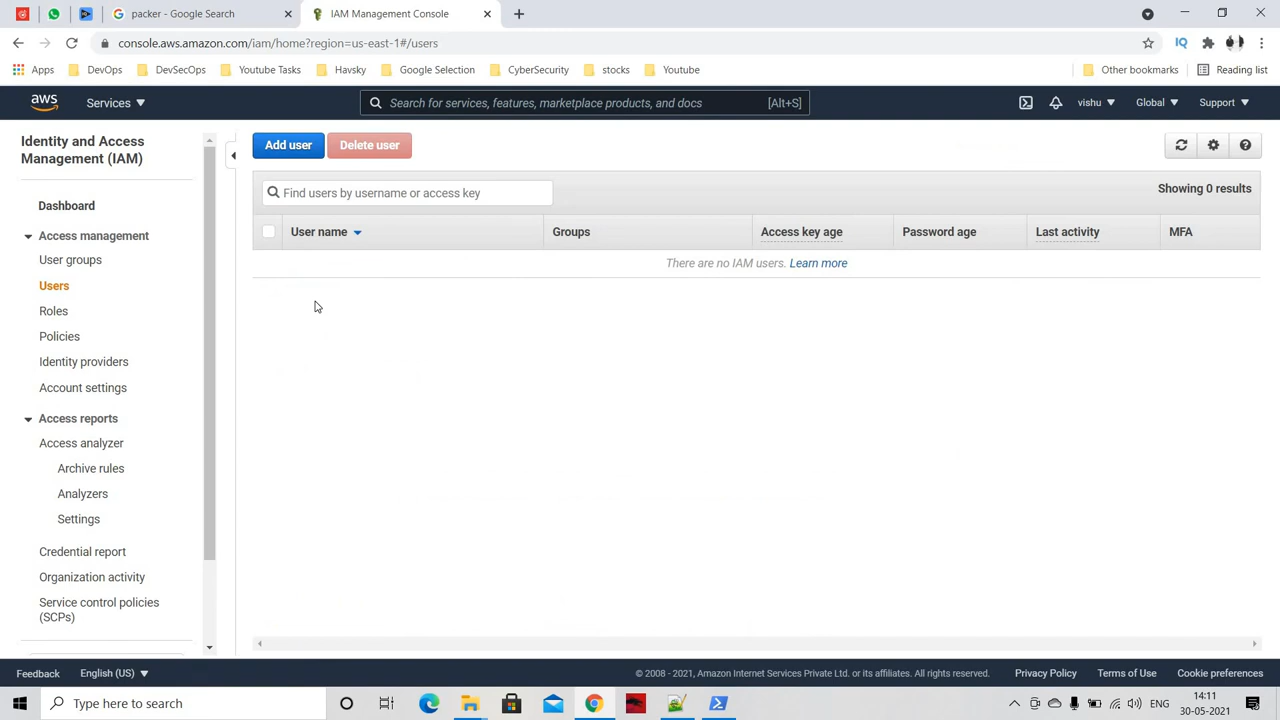 packer - Google Search
IAM Management Console
console.aws.amazon.com/iam/home?region=us-east-1#/users
Apps
DevOps
DevSecOps
Youtube Tasks
Havsky
Google Selection
CyberSecurity
stocks
Youtube
Other bookmarks
Reading list
aws
Services
Search for services, features, marketplace products, and docs
[Alt+S]
vishu
Global
Support
Identity and Access
Management (IAM)
Dashboard
Access management
User groups
Users
Roles
Policies
Identity providers
Account settings
Access reports
Access analyzer
Archive rules
Analyzers
Settings
Credential report
Organization activity
Service control policies
(SCPs)
Add user
Delete user
Find users by username or access key
Showing 0 results
User name
Groups
Access key age
Password age
Last activity
MFA
There are no IAM users. Learn more
Feedback
English (US)
© 2008 - 2021, Amazon Internet Services Private Ltd. or its affiliates. All rights reserved.
Privacy Policy
Terms of Use
Cookie preferences
Type here to search
ENG
14:11
30-05-2021